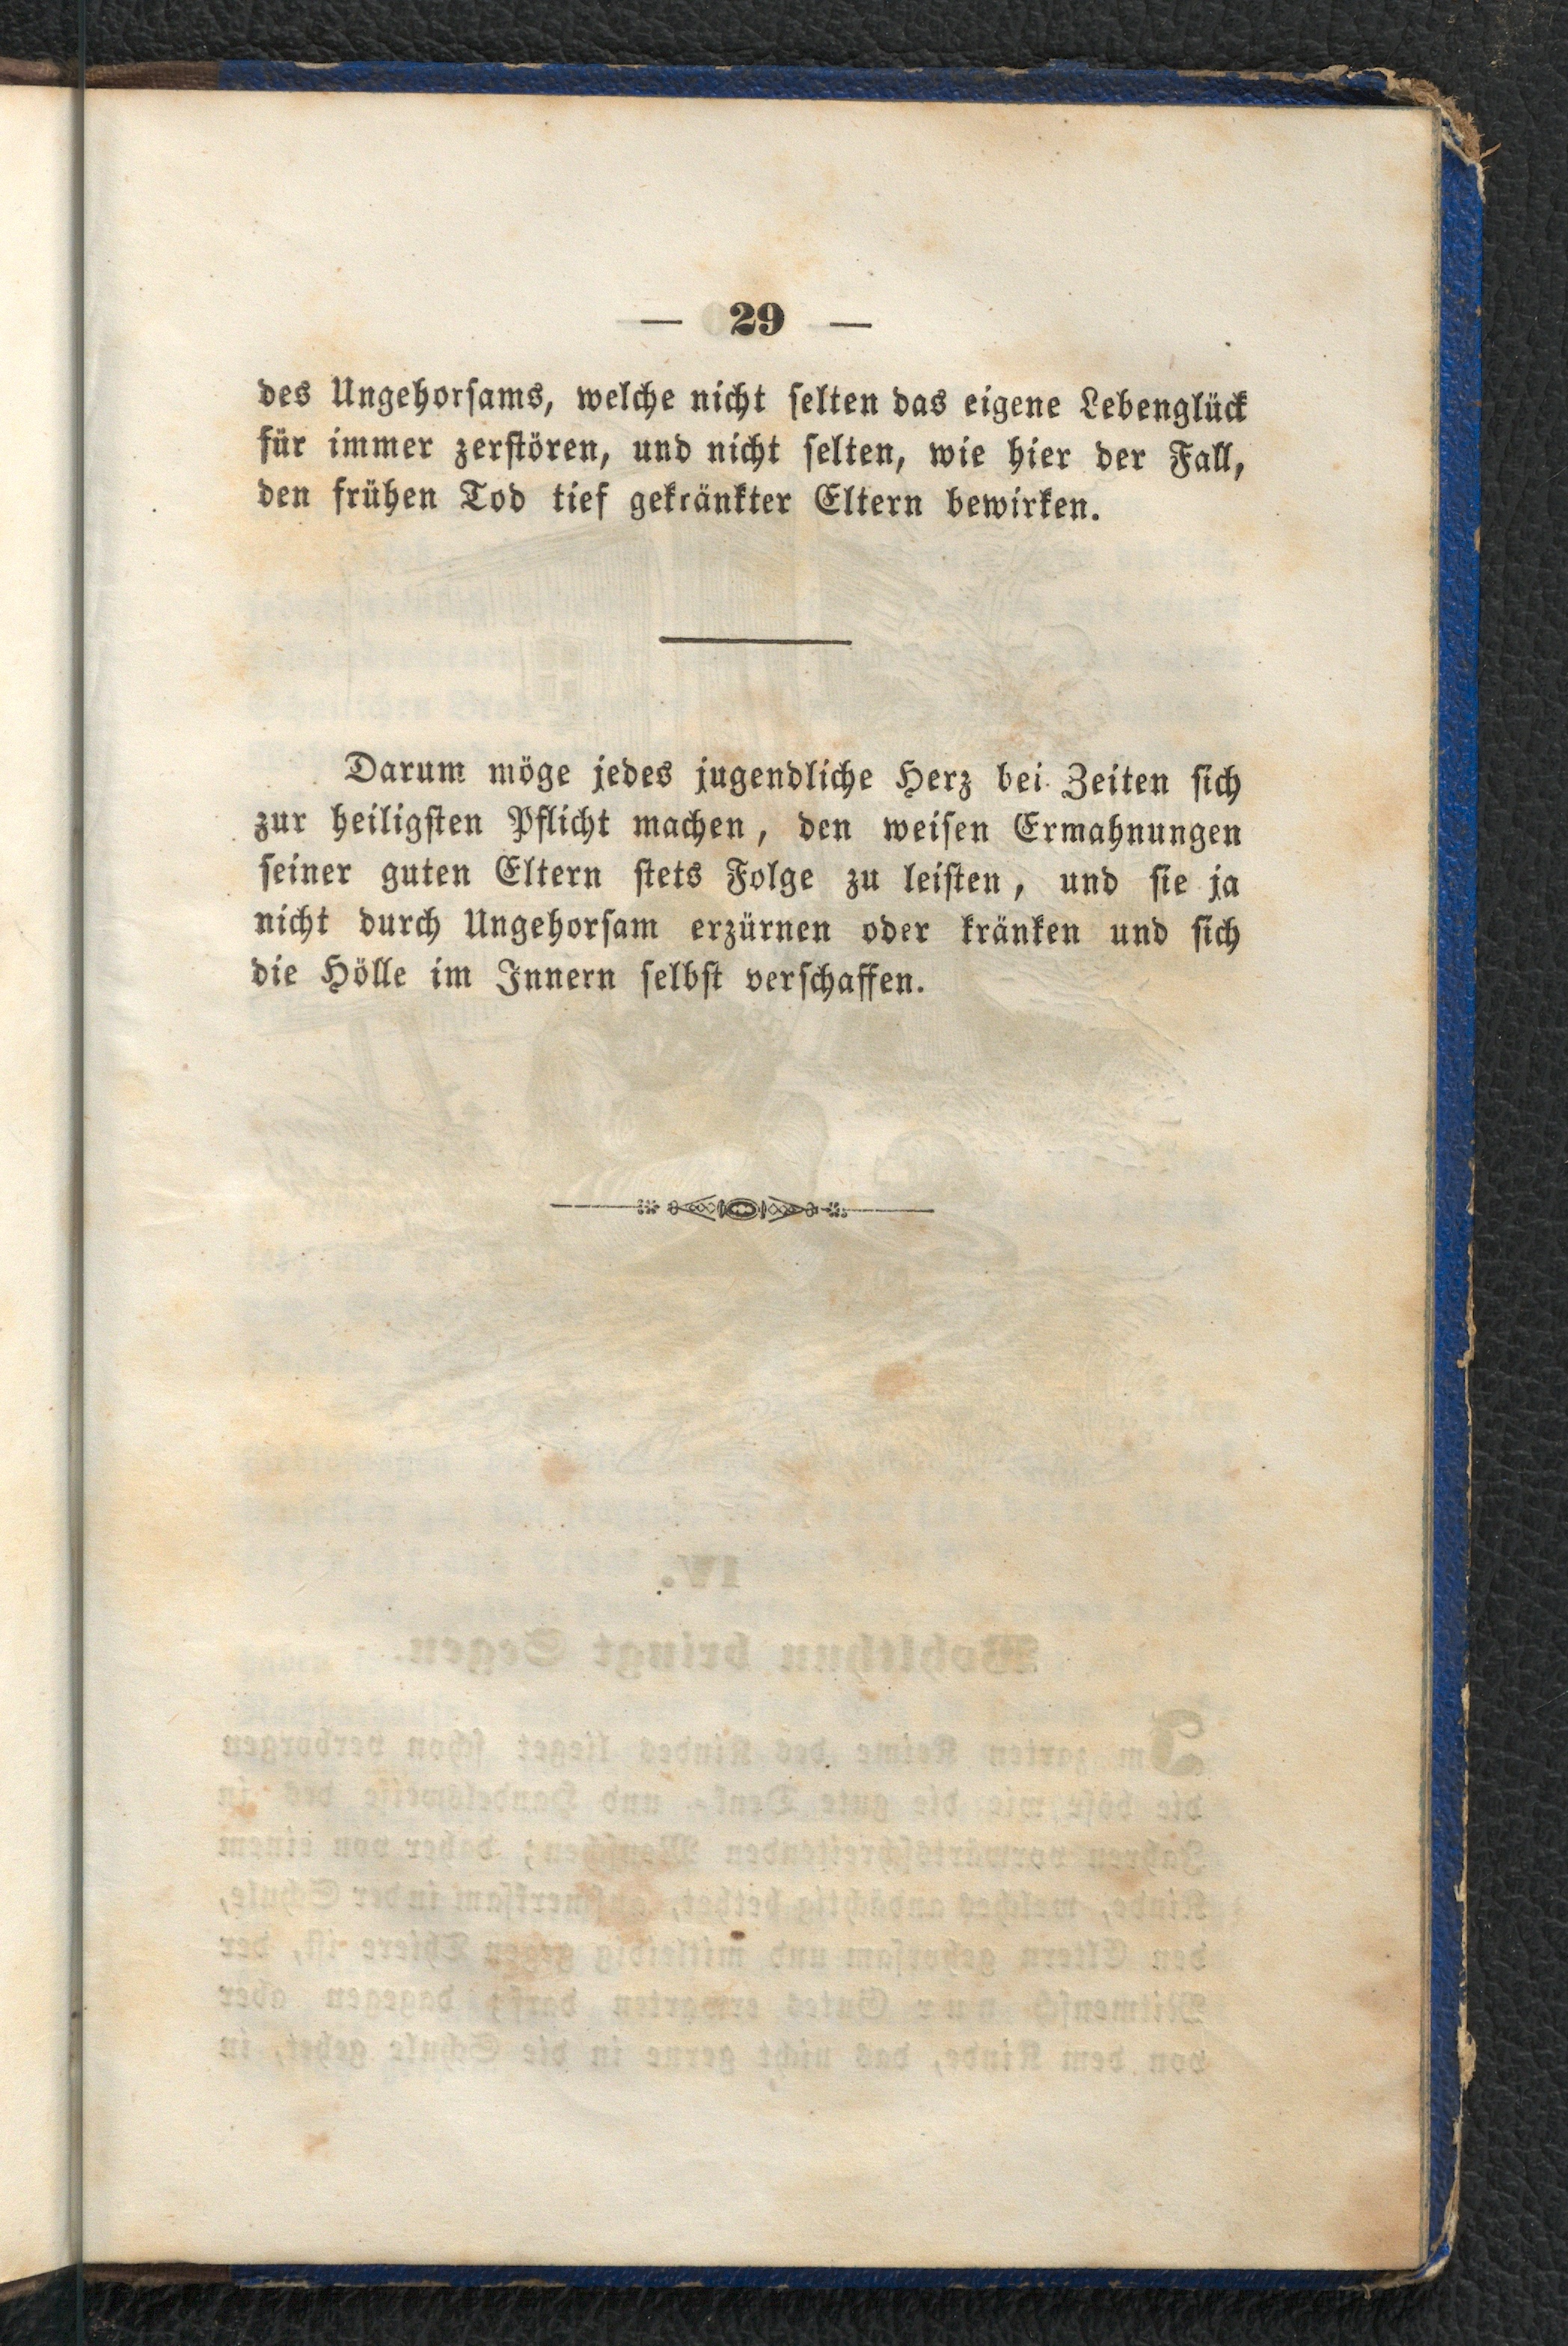 — 29 —
des Ungehorsams, welche nicht selten das eigene Lebenglück
für immer zerstören, und nicht selten, wie hier der Fall,
den frühen Tod tief gekränkter Eltern bewirken.
Darum möge jedes jugendliche Herz bei Zeiten sich
zur heiligsten Pflicht machen, den weisen Ermahnungen
seiner guten Eltern stets Folge zu leisten, und sie ja
nicht durch Ungehorsam erzürnen oder kränken und sich
die Hölle im Innern selbst verschaffen.